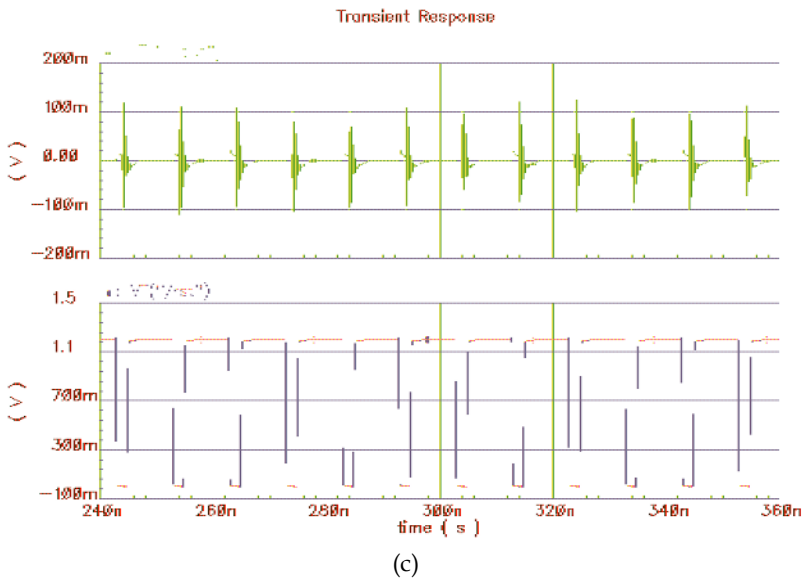 Transient Response
200m
100m
0.00
-100m
-200m
(V)
1.5
1.1
700m
300m
-100m
(V)
240n 260n 280n 300n 320n 340n 360n
time (s)
(c)